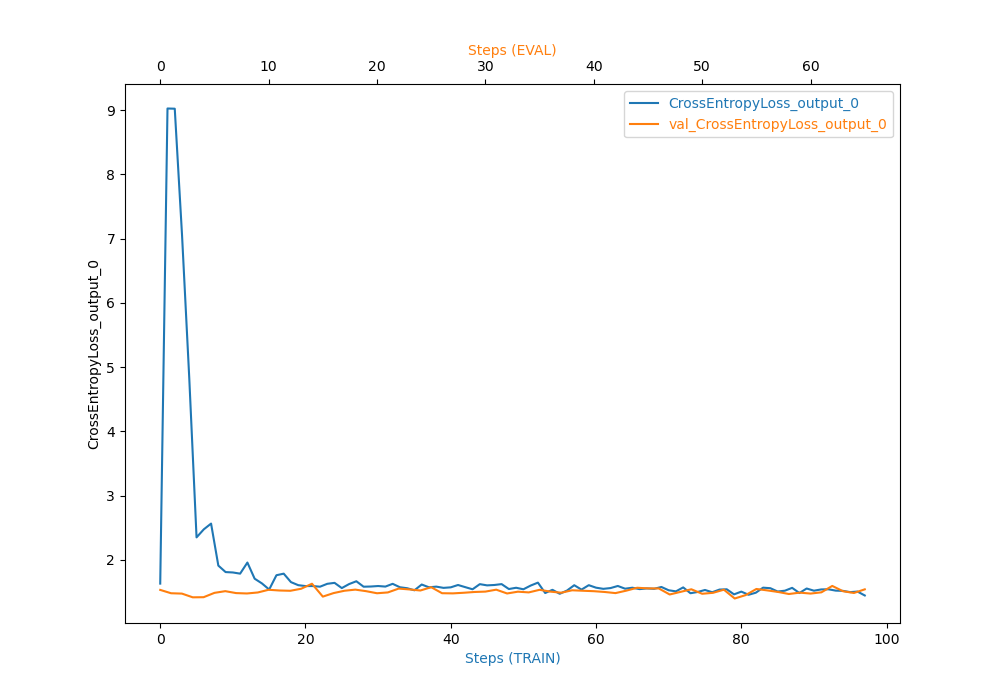 Steps (EVAL)
0 10 20 30 40 50 60
CrossEntropyLoss_output_0
val_CrossEntropyLoss_output_0
CrossEntropyLoss_output_0
9
8
7
6
5
4
3
2
0 20 40 60 80 100
Steps (TRAIN)